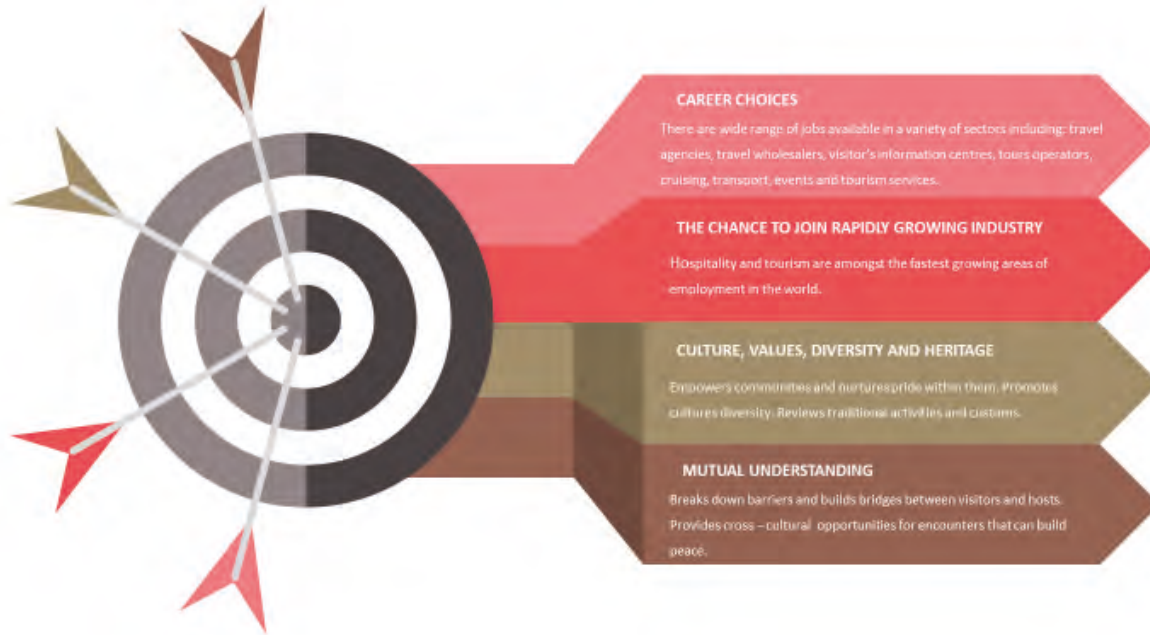 CAREER CHOICES
There are wide range of jobs available in a variety of sectors including: travel
agencies, travel wholesalers, visitor's information centres, tours operators,
cruising, transport, events and tourism services.
THE CHANCE TO JOIN RAPIDLY GROWING INDUSTRY
Hospitality and tourism are amongst the fastest growing areas of
employment in the world.
CULTURE, VALUES, DIVERSITY AND HERITAGE
Empowers communities and nurtures pride within them. Promotes
cultures diversity. Reviews traditional activities and customs.
MUTUAL UNDERSTANDING
Breaks down barriers and builds bridges between visitors and hosts.
Provides cross – cultural opportunities for encounters that can build
peace.